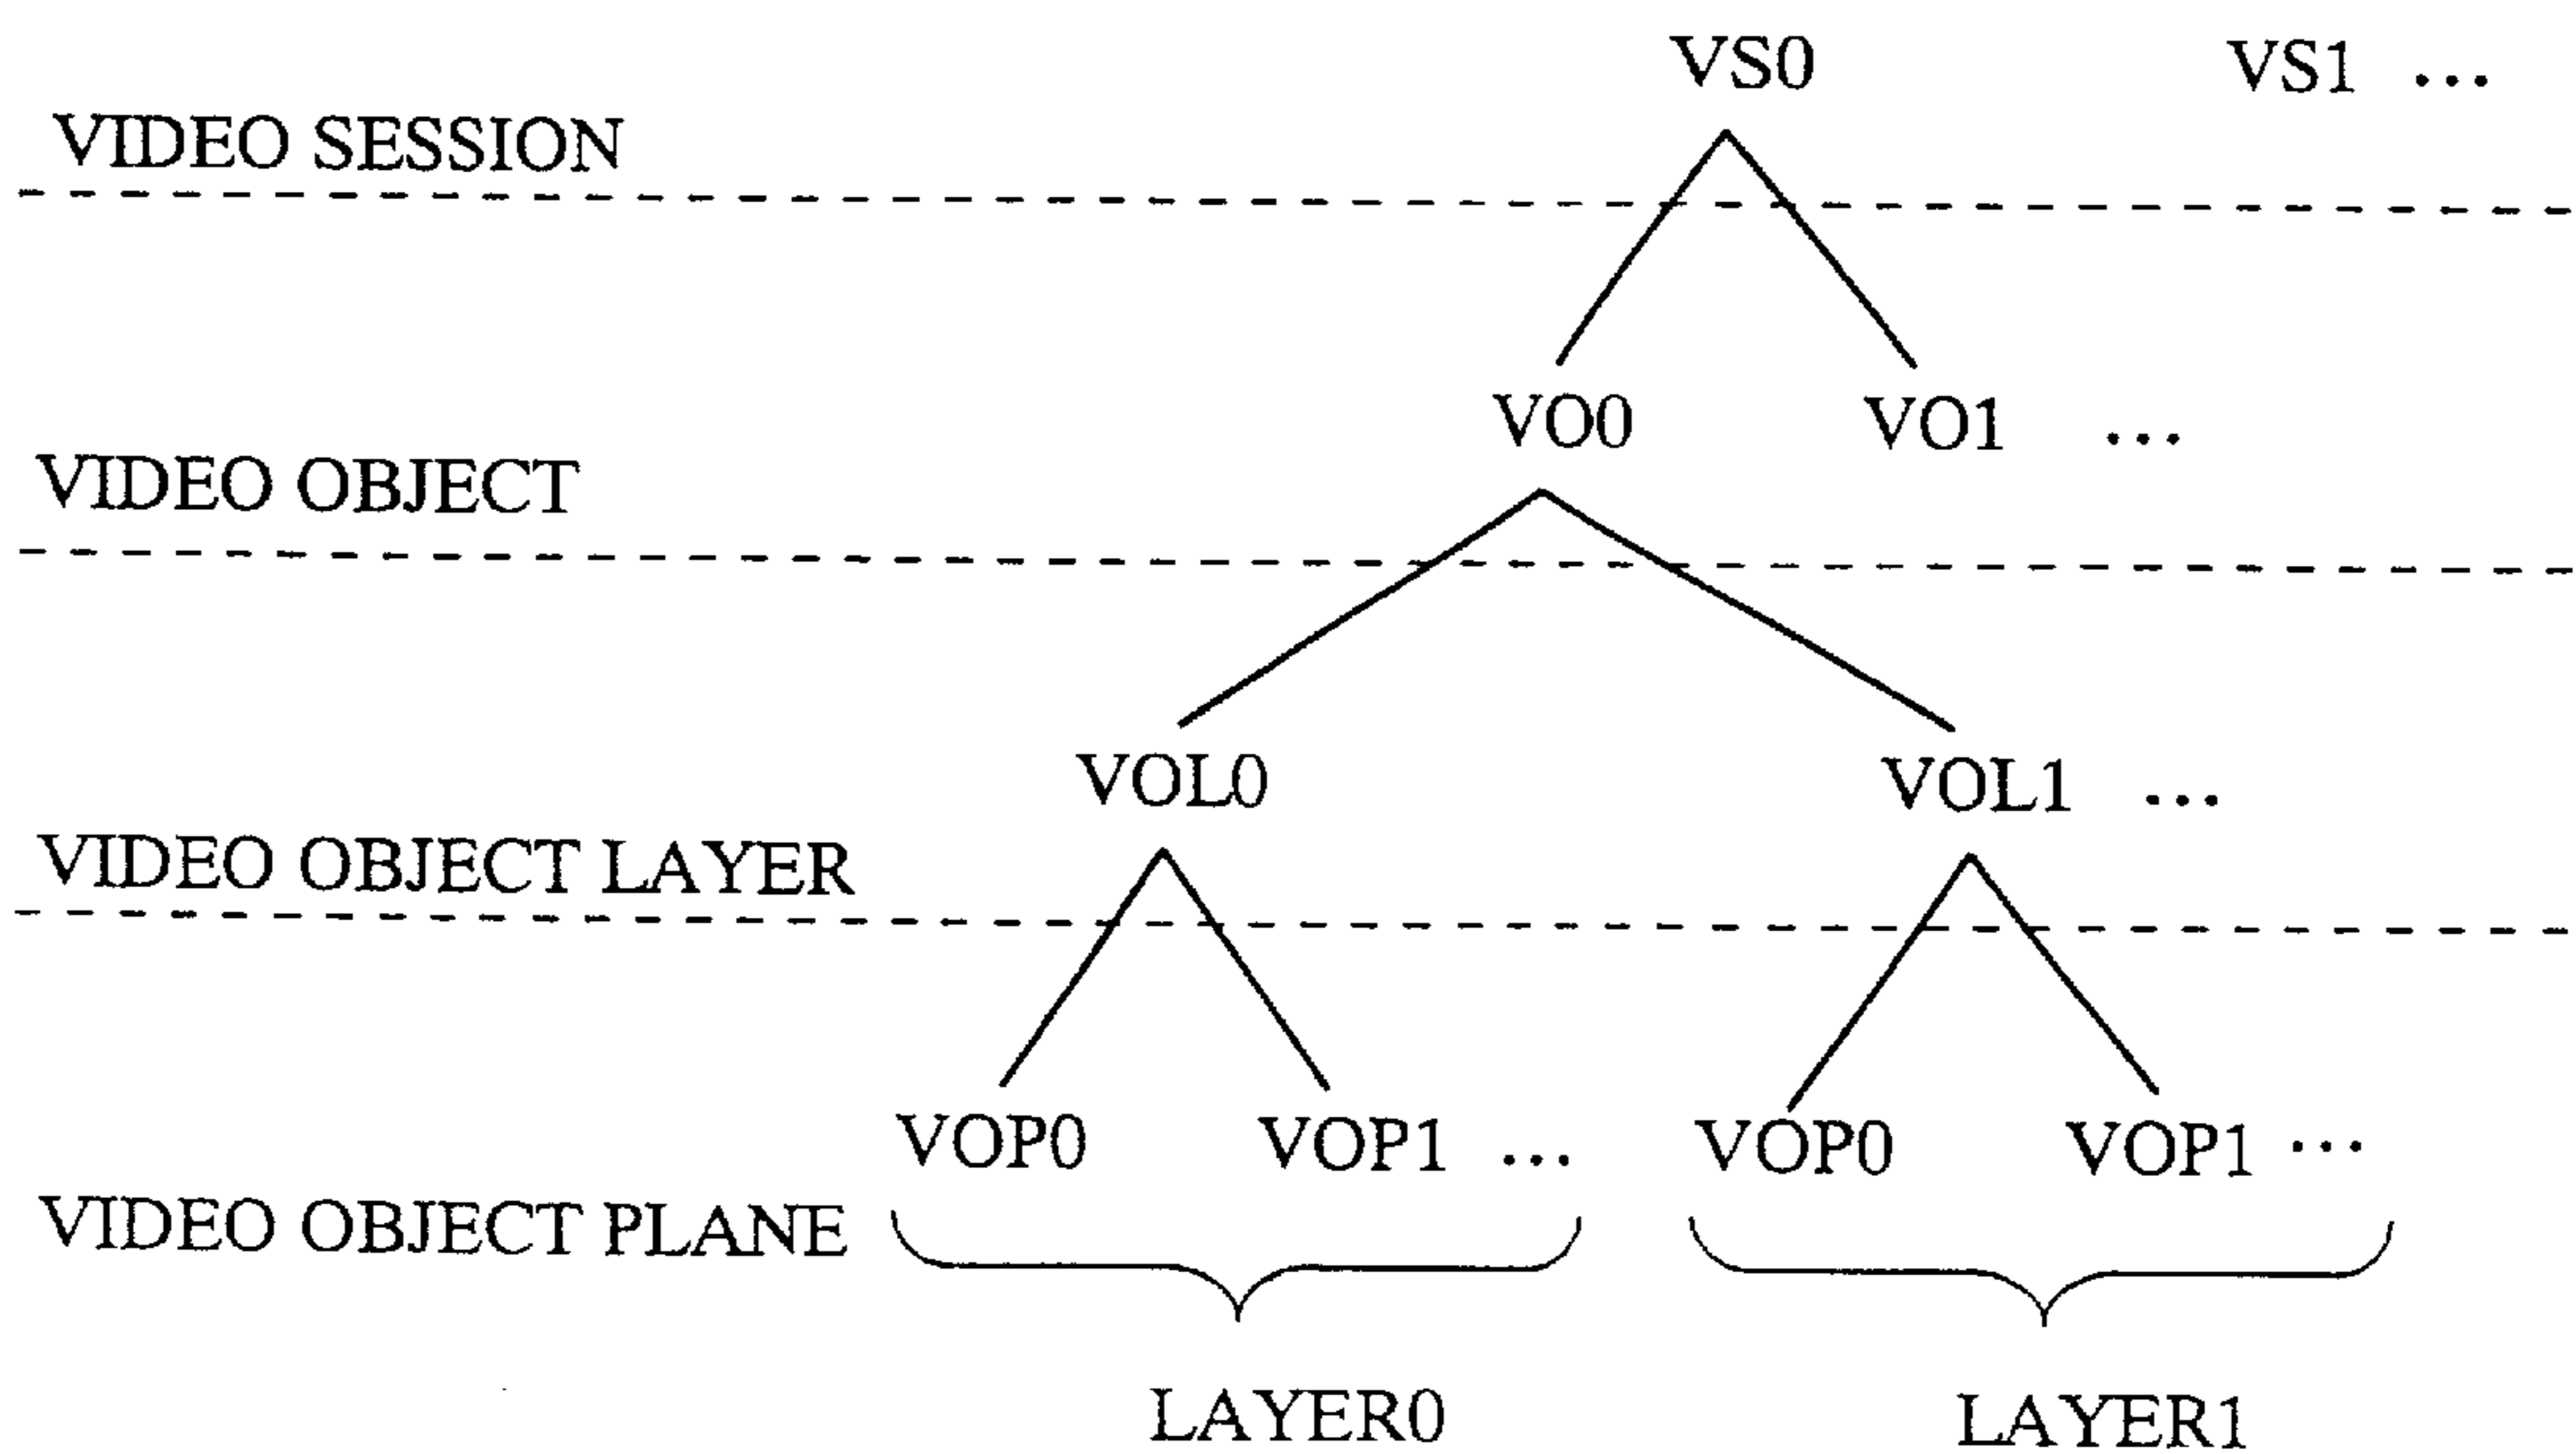 VS0 VS1 ...
VIDEO SESSION
VO0 VO1 ...
VIDEO OBJECT
VOL0 VOL1 ...
VIDEO OBJECT LAYER
VOP0 VOP1 ... VOP0 VOP1 ...
VIDEO OBJECT PLANE
LAYER0 LAYER1